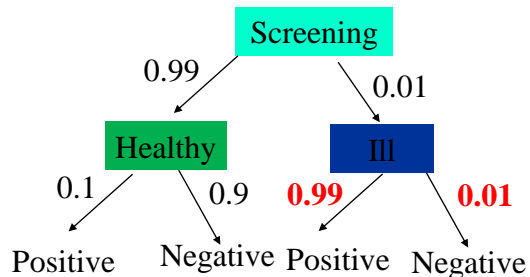 Screening
0.99
0.01
Healthy
Ill
0.1
0.9
0.99
0.01
Positive
Negative
Positive
Negative